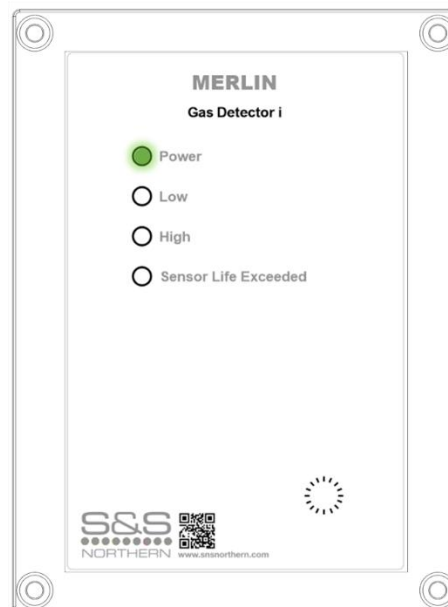 MERLIN
Gas Detector i
Power
Low
High
Sensor Life Exceeded
S&S
NORTHERN
www.snsnorthern.com